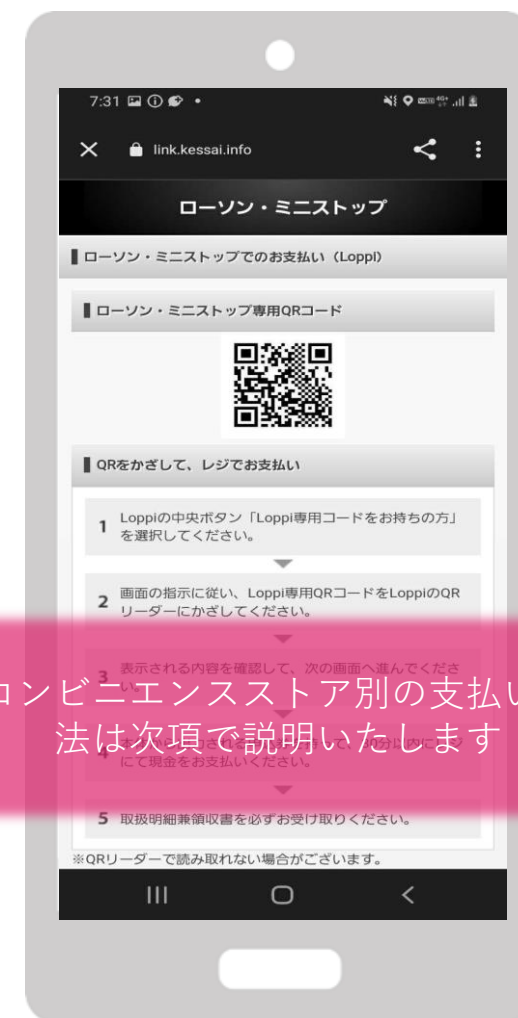 7:31
link.kessai.info
ローソン・ミニストップ
ローソン・ミニストップでのお支払い（Loppi）
ローソン・ミニストップ専用QRコード
QRをかざして、レジでお支払い
1 Loppiの中央ボタン「Loppi専用コードをお持ちの方」
を選択してください。
2 画面の指示に従い、Loppi専用QRコードをLoppiのQR
リーダーにかざしてください。
3 表示される内容を確認して、次の画面へ進んでくださ
い。
コンビニエンスストア別の支払い
法は次項で説明いたします
4
にて現金をお支払いください。
5 取扱明細兼領収書を必ずお受け取りください。
※QRリーダーで読み取れない場合がございます。